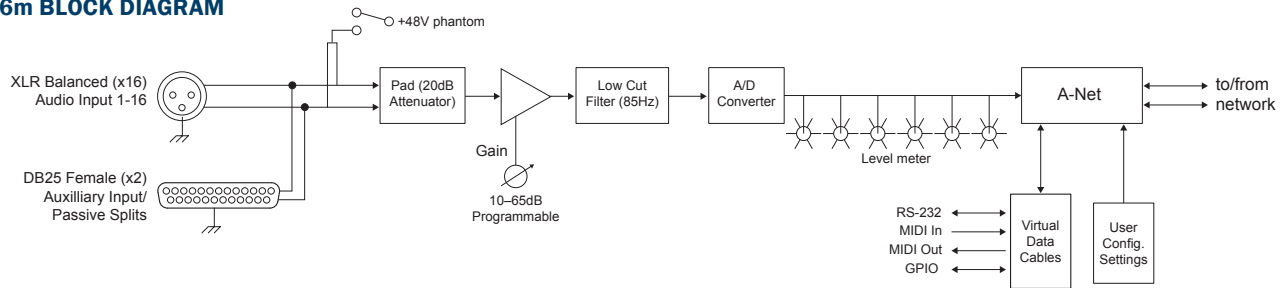 6m BLOCK DIAGRAM
+48V phantom
XLR Balanced (x16)
Audio Input 1-16
Pad (20dB
Attenuator)
Low Cut
Filter (85Hz)
A/D
Converter
A-Net
to/from
network
Gain
Level meter
DB25 Female (x2)
Auxilliary Input/
Passive Splits
10–65dB
Programmable
RS-232
MIDI In
MIDI Out
GPIO
Virtual
Data
Cables
User
Config.
Settings